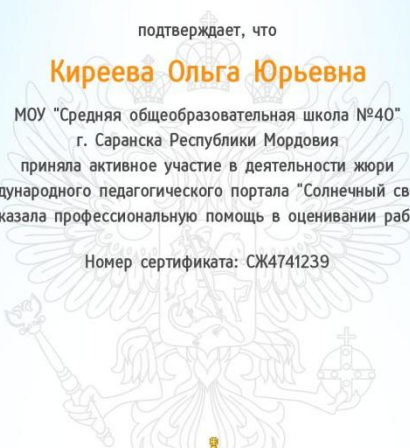 подтверждает, что
Киреева Ольга Юрьевна
МОУ "Средняя общеобразовательная школа №40"
г. Саранска Республики Мордовия
приняла активное участие в деятельности жюри
педагогического портала "Солнечный
профессиональную помощь в оценивании
Номер сертификата: СЖ4741239